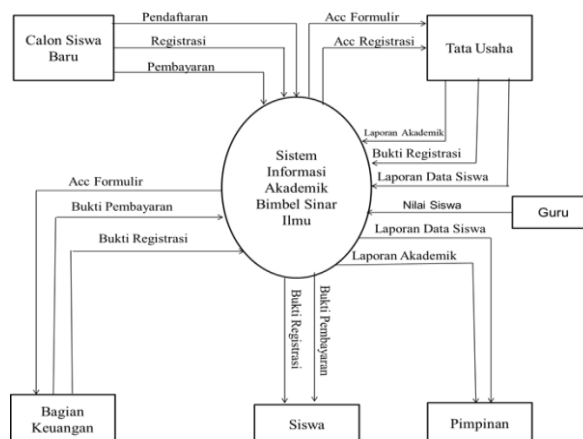 Calon Siswa
Baru
Pendaftaran
Registrasi
Pembayaran
Acc Formulir
Acc Registrasi
Tata Usaha
Laporan Akademik
Bukti Registrasi
Laporan Data Siswa
Sistem
Informasi
Akademik
Bimbel Sinar
Ilmu
Nilai Siswa
Guru
Acc Formulir
Bukti Pembayaran
Bukti Registrasi
Laporan Data Siswa
Laporan Akademik
Bukti Registrasi
Bukti Pembayaran
Bagian
Keuangan
Siswa
Pimpinan